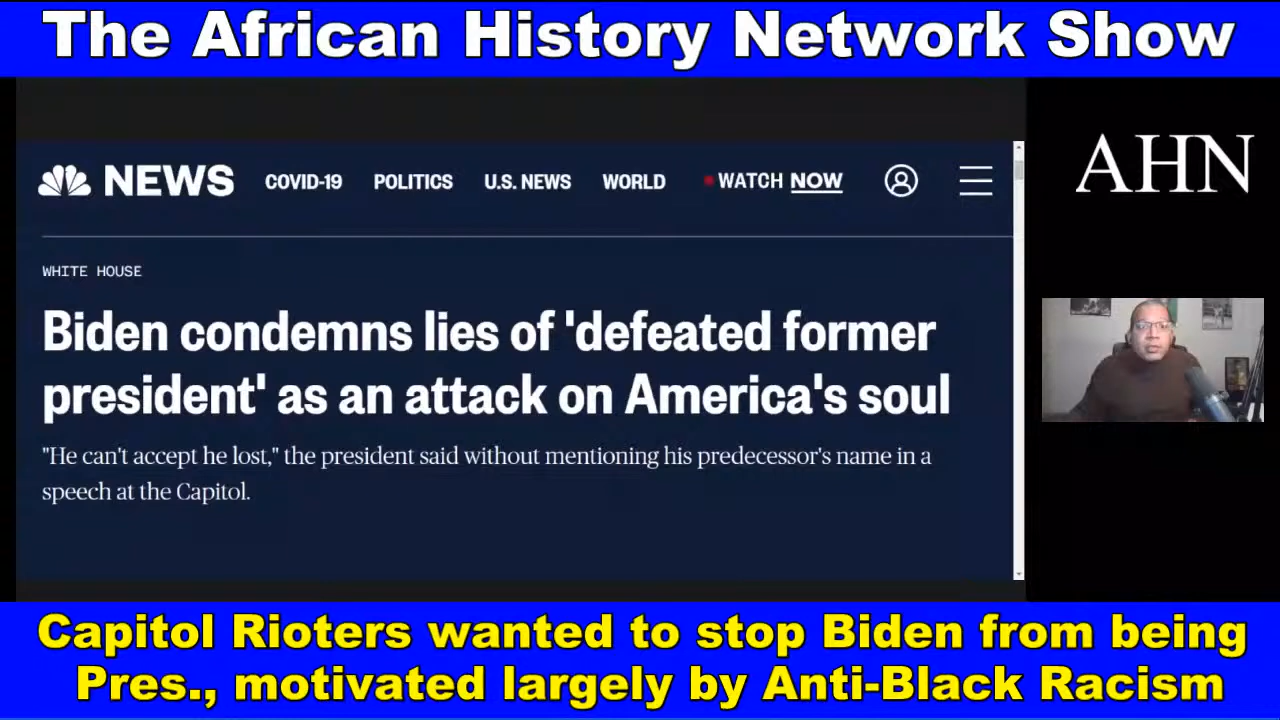 The African History Network Show
AHN
NEWS COVID-19 POLITICS U.S. NEWS WORLD WATCH NOW
WHITE HOUSE
Biden condemns lies of 'defeated former
president' as an attack on America's soul
"He can't accept he lost," the president said without mentioning his predecessor's name in a
speech at the Capitol.
Capitol Rioters wanted to stop Biden from being
Pres., motivated largely by Anti-Black Racism